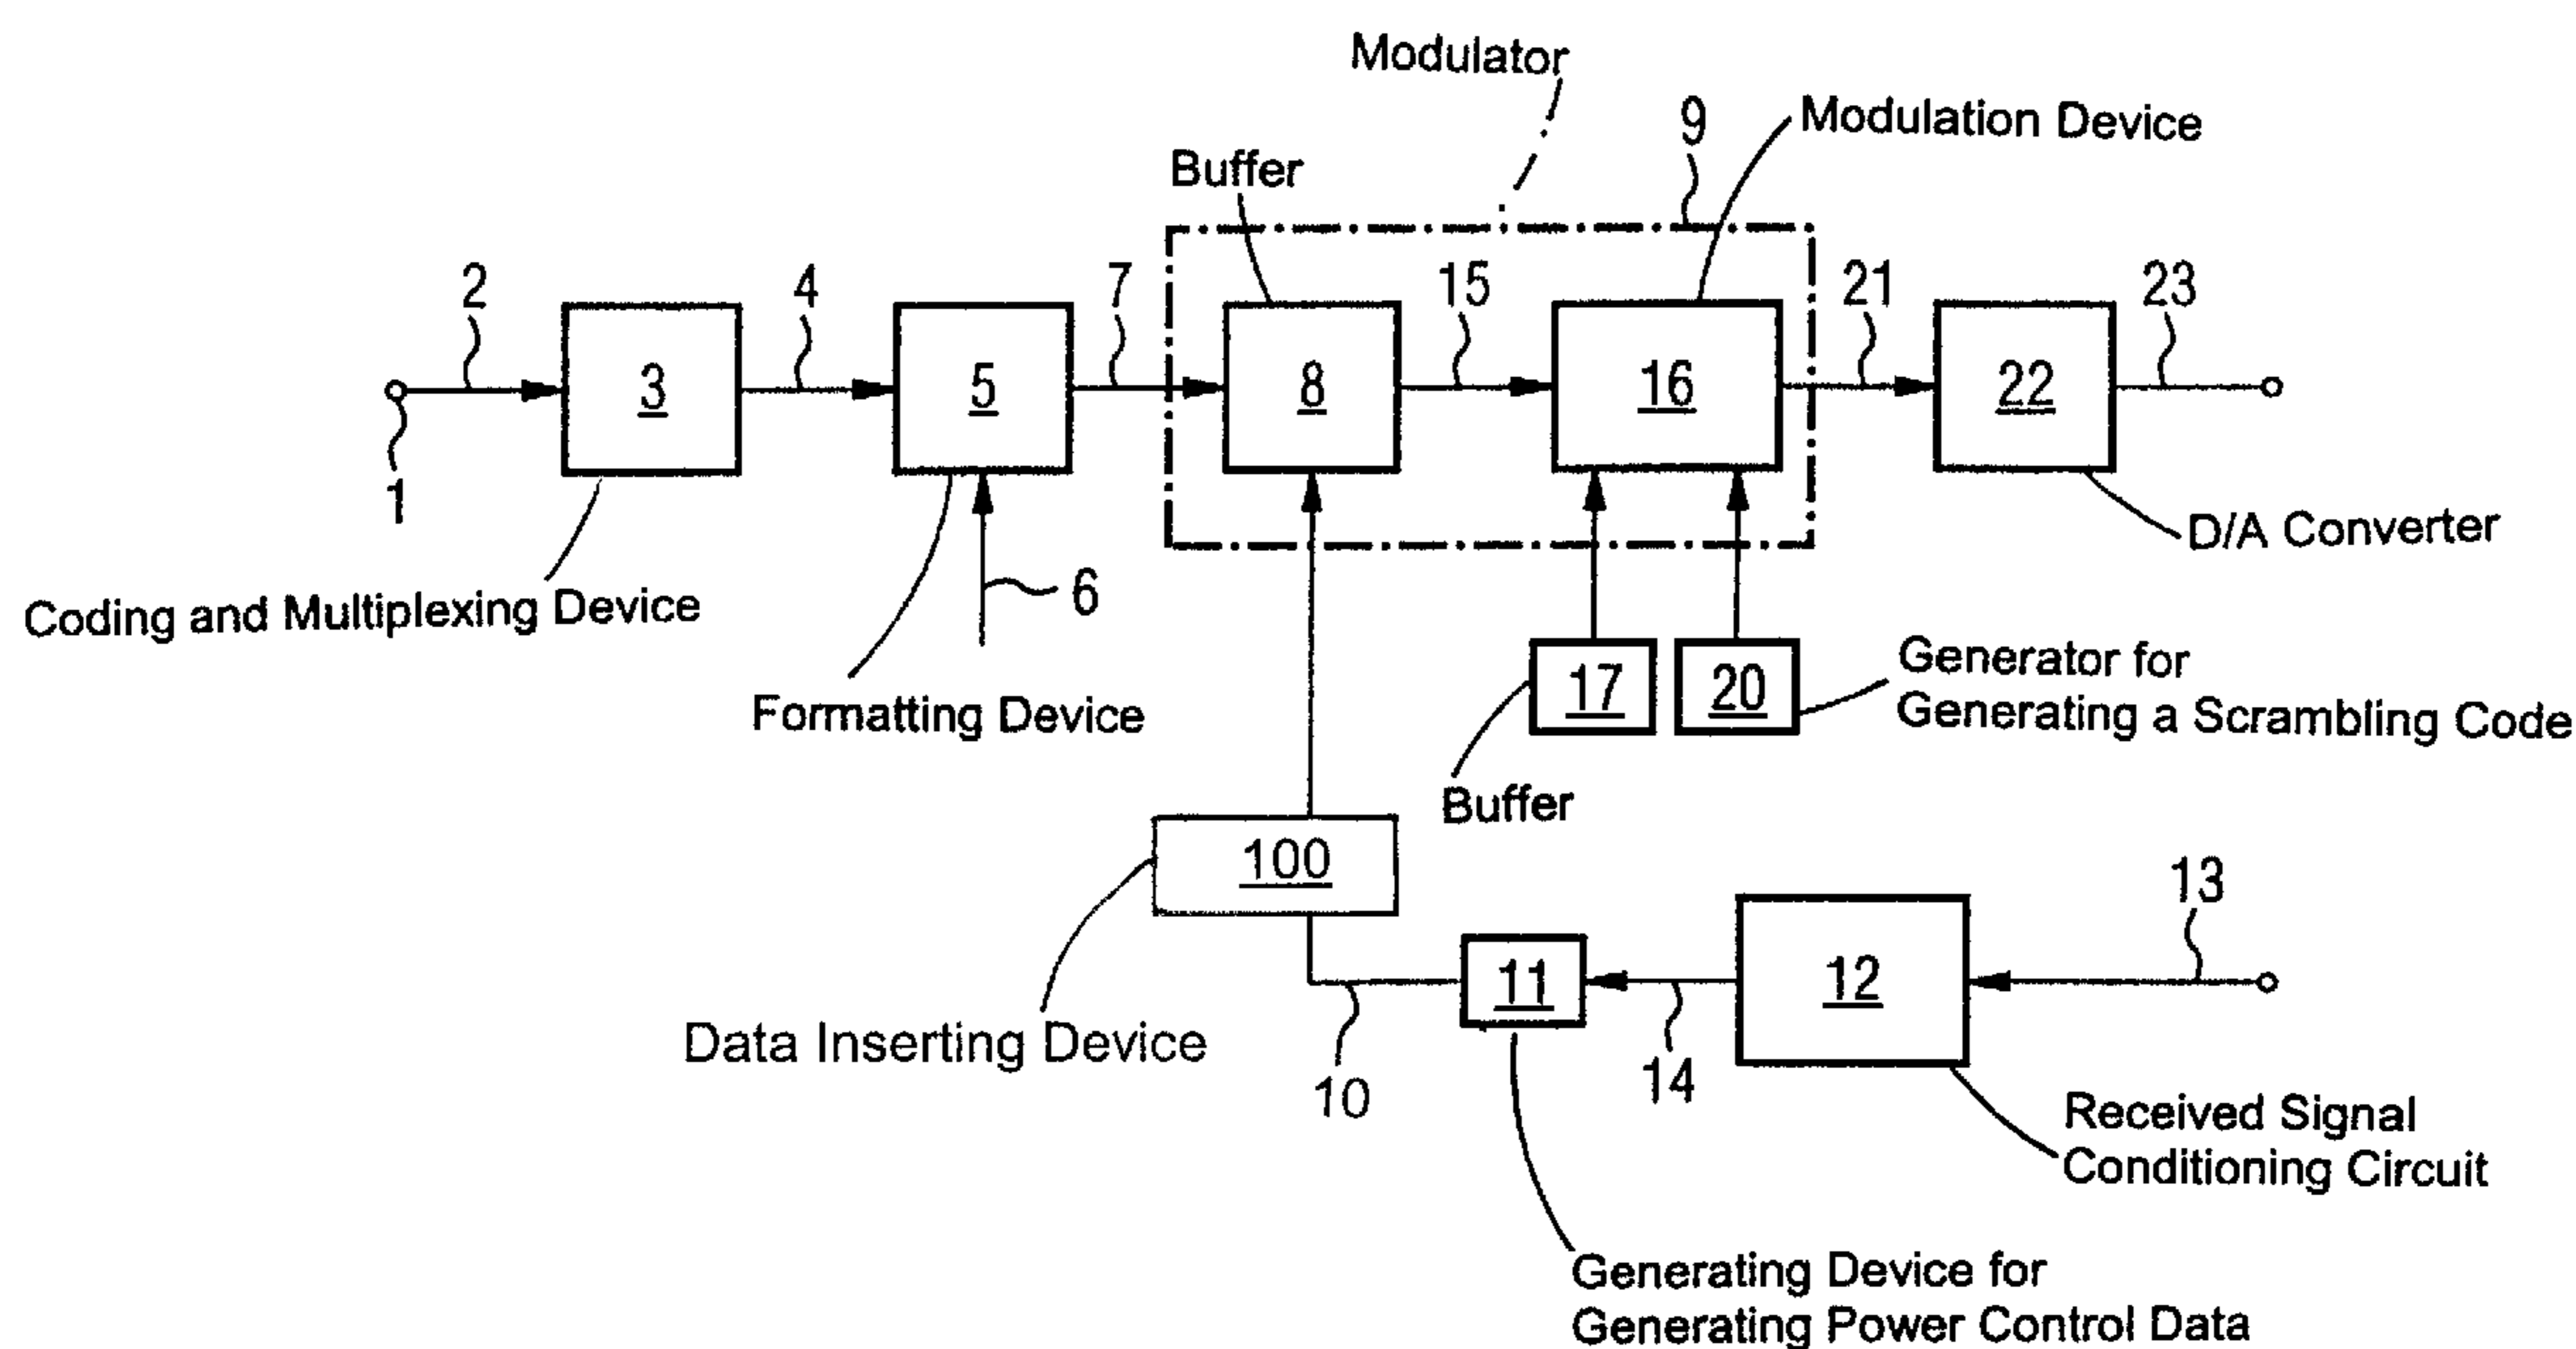 Modulator
9
Modulation Device
Buffer
2
4
7
15
21
23
3
5
8
16
22
1
6
D/A Converter
Coding and Multiplexing Device
Formatting Device
17
20
Generator for
Generating a Scrambling Code
Buffer
100
13
11
12
Data Inserting Device
10
14
Received Signal
Conditioning Circuit
Generating Device for
Generating Power Control Data